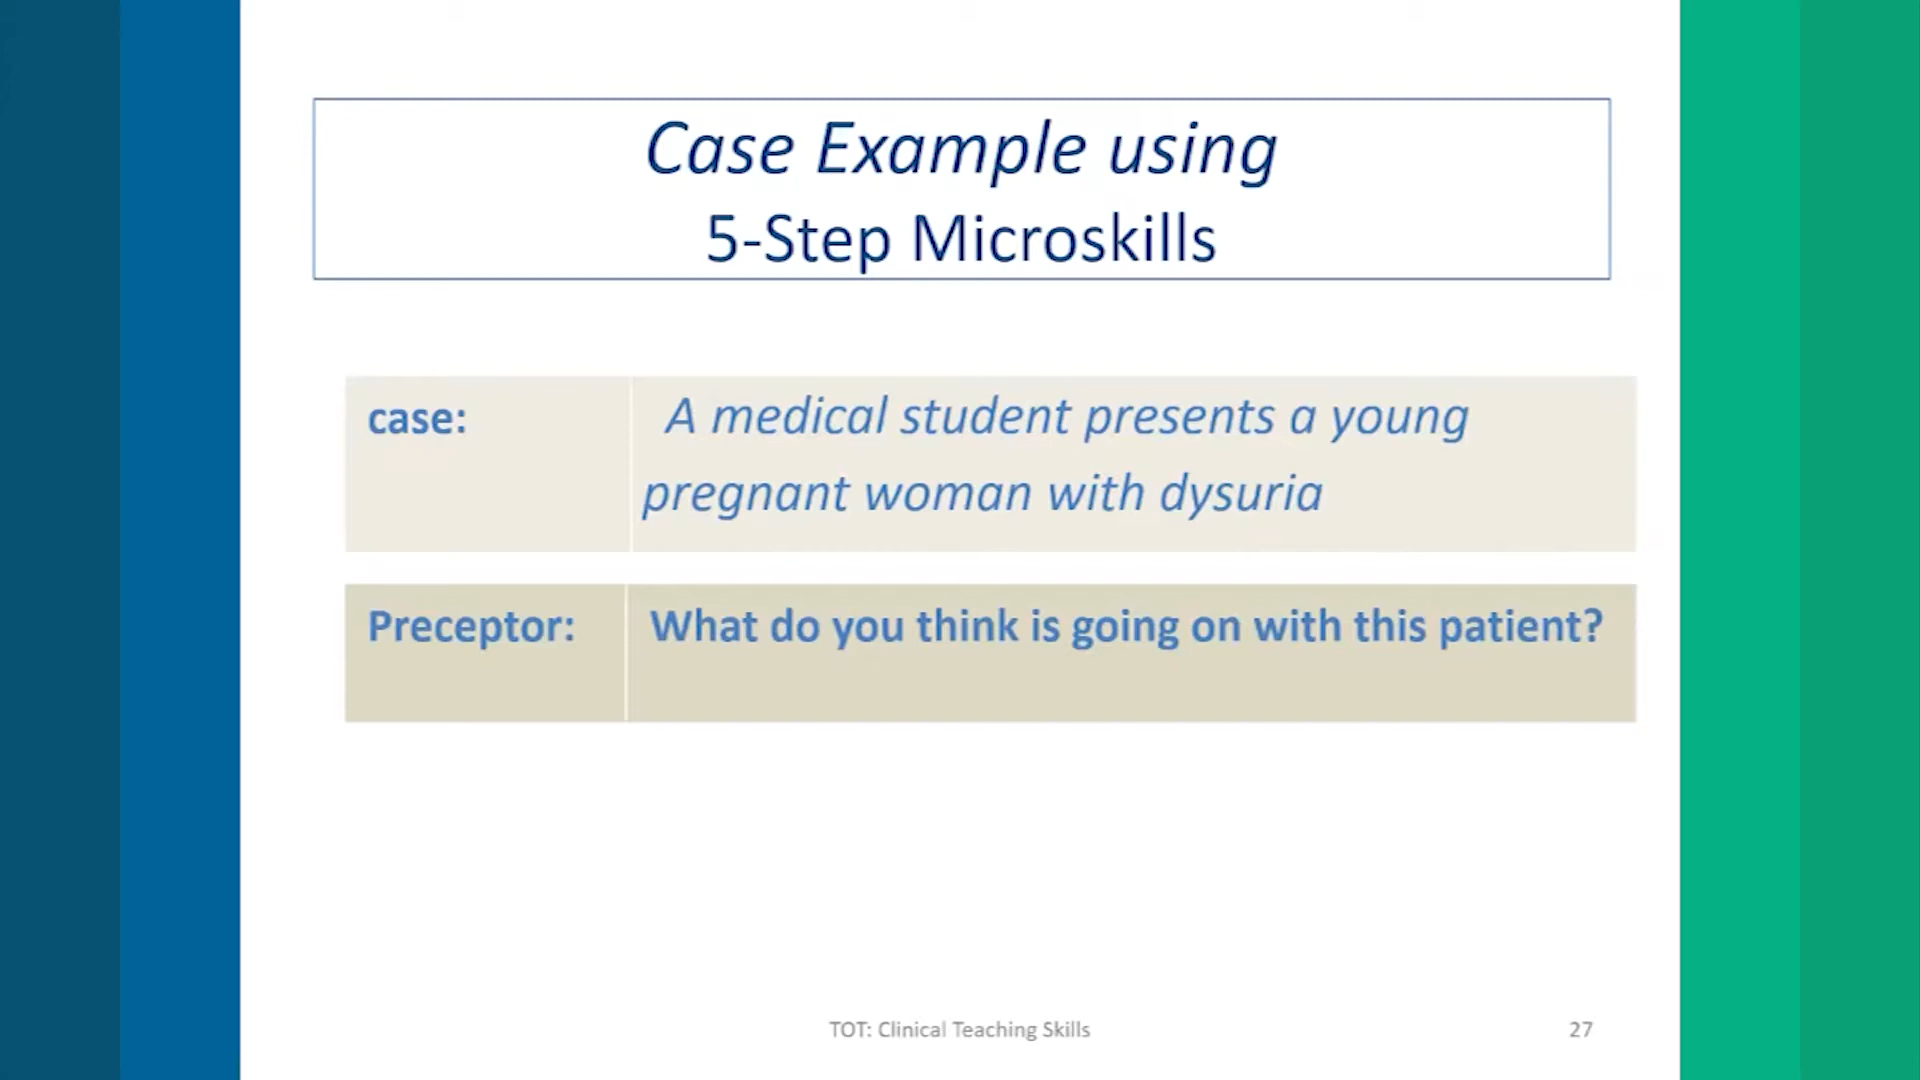 Case Example using
5-Step Microskills
case:
A medical student presents a young
pregnant woman with dysuria
Preceptor:
What do you think is going on with this patient?
TOT: Clinical Teaching Skills
27